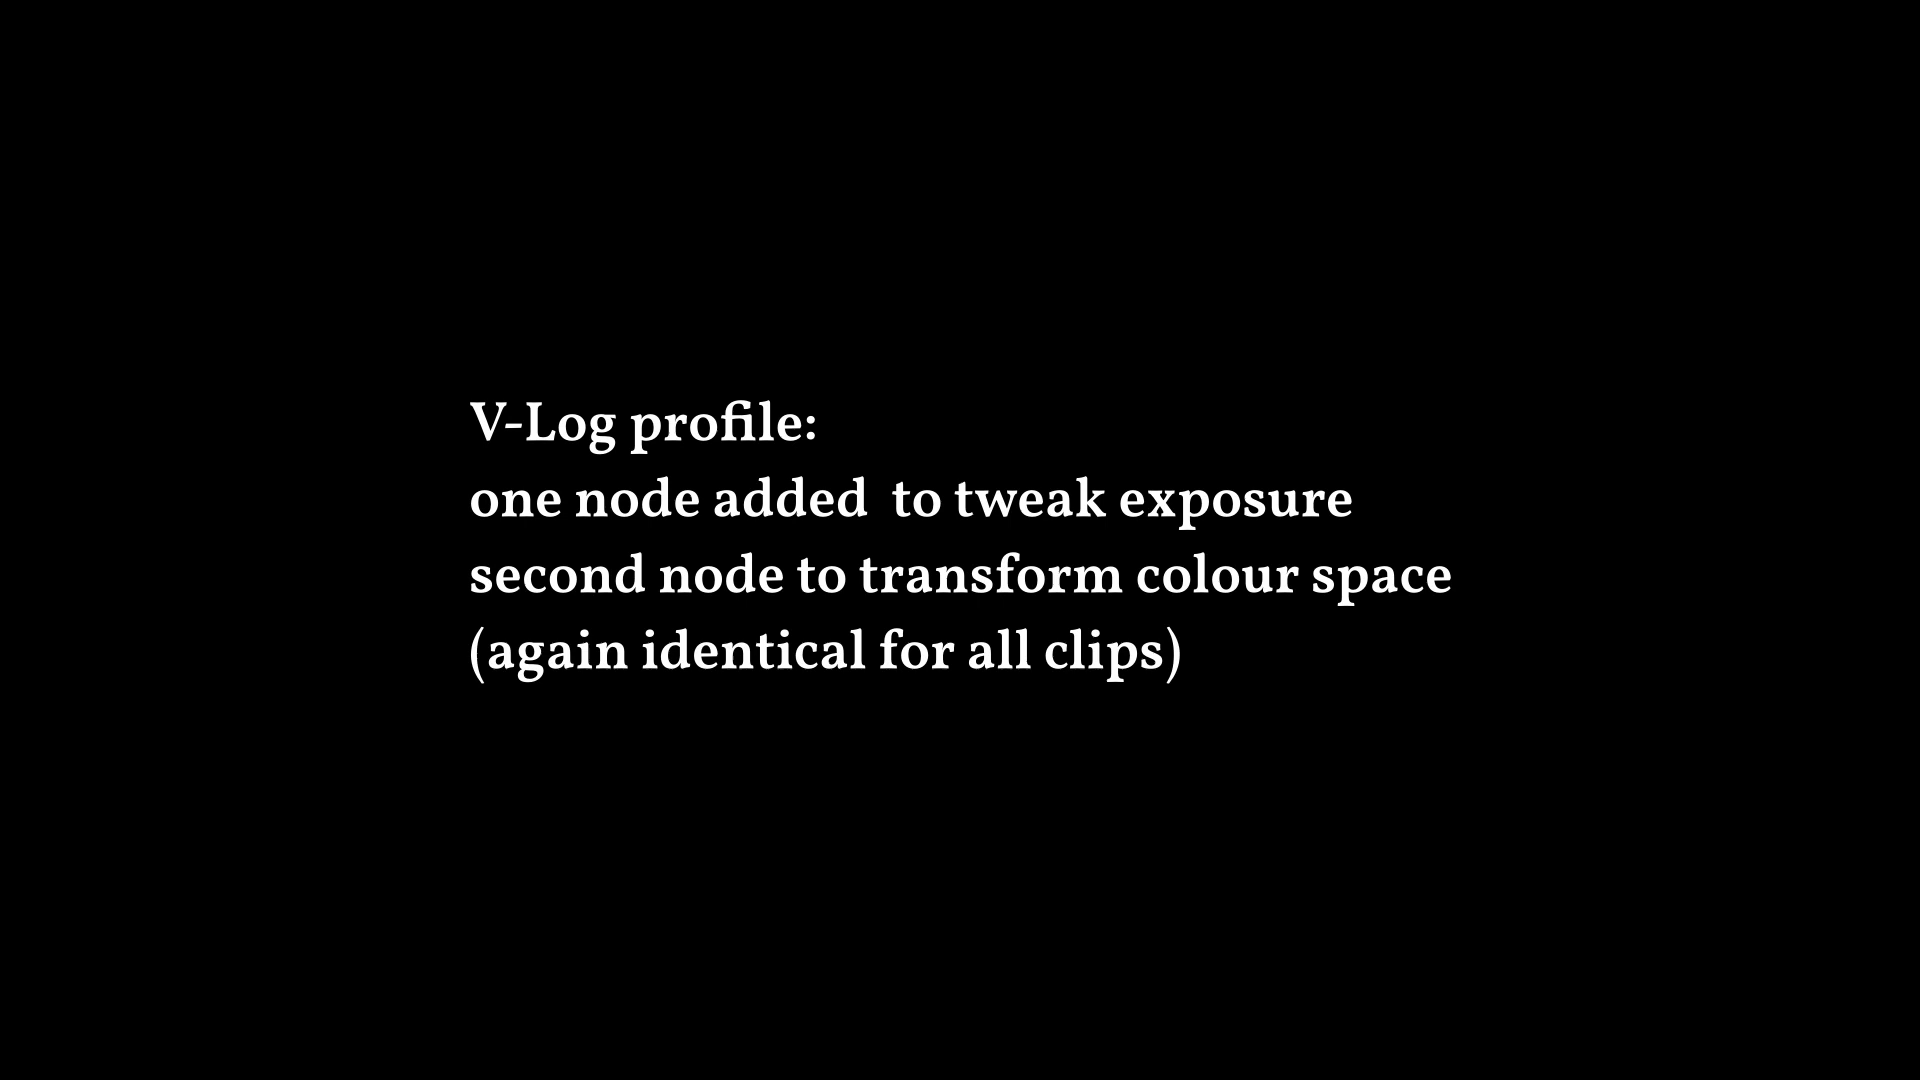 V-Log profile:
one node added  to tweak exposure
second node to transform colour space
(again identical for all clips)